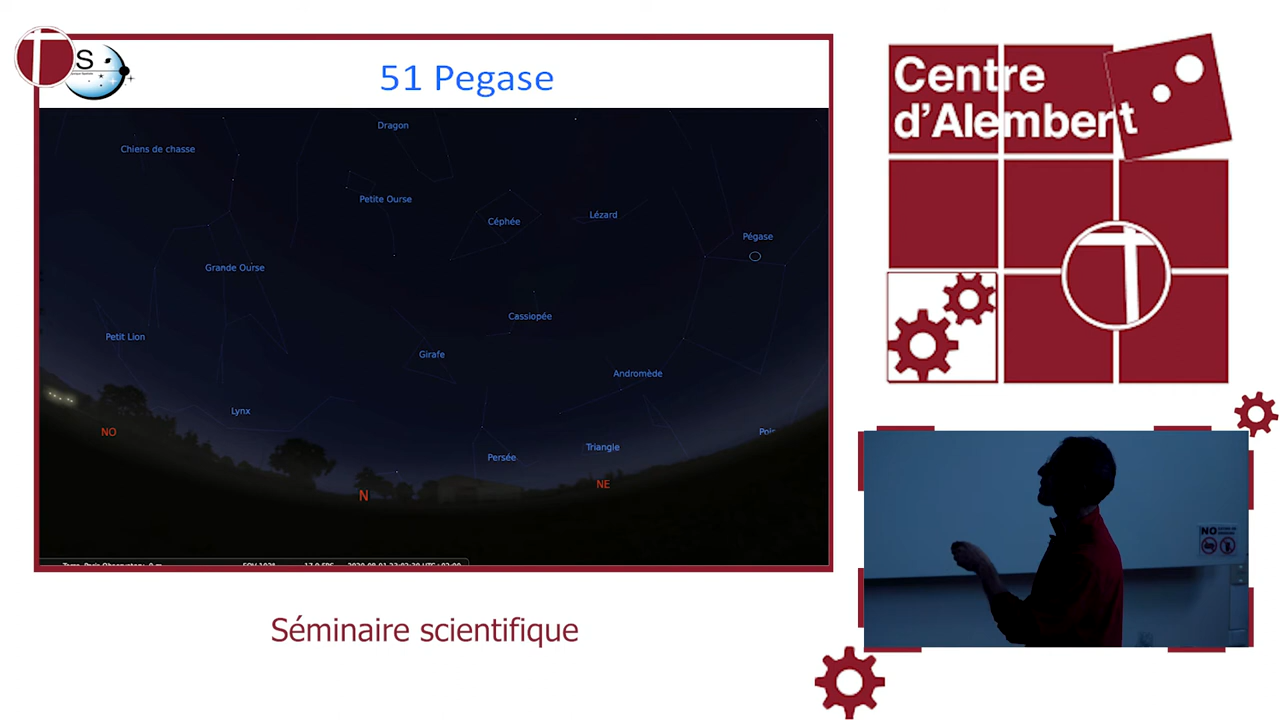 S
51 Pegase
Dragon
Chiens de chasse
Petite Ourse
Céphée
Lézard
Pégase
Grande Ourse
Cassiopée
Petit Lion
Girafe
Andromède
Lynx
NO
Triangle
Persée
NE
N
Centre
d'Alembert
NO
Séminaire scientifique